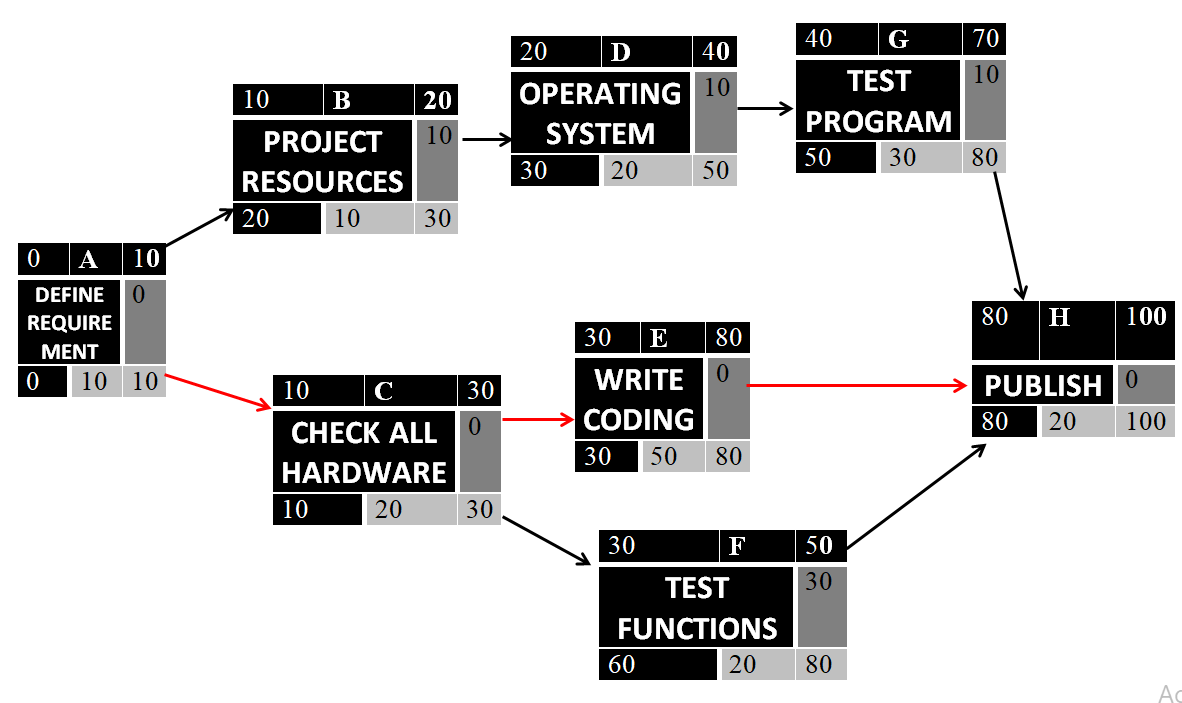 0 A 10
DEFINE
REQUIRE
MENT
0
0 10 10
10 B 20
PROJECT
RESOURCES
10
20 10 30
20 D 40
OPERATING
SYSTEM
10
30 20 50
40 G 70
TEST
PROGRAM
10
50 30 80
10 C 30
CHECK ALL
HARDWARE
0
10 20 30
30 E 80
WRITE
CODING
0
30 50 80
30 F 50
TEST
FUNCTIONS
30
60 20 80
80 H 100
PUBLISH
0
80 20 100